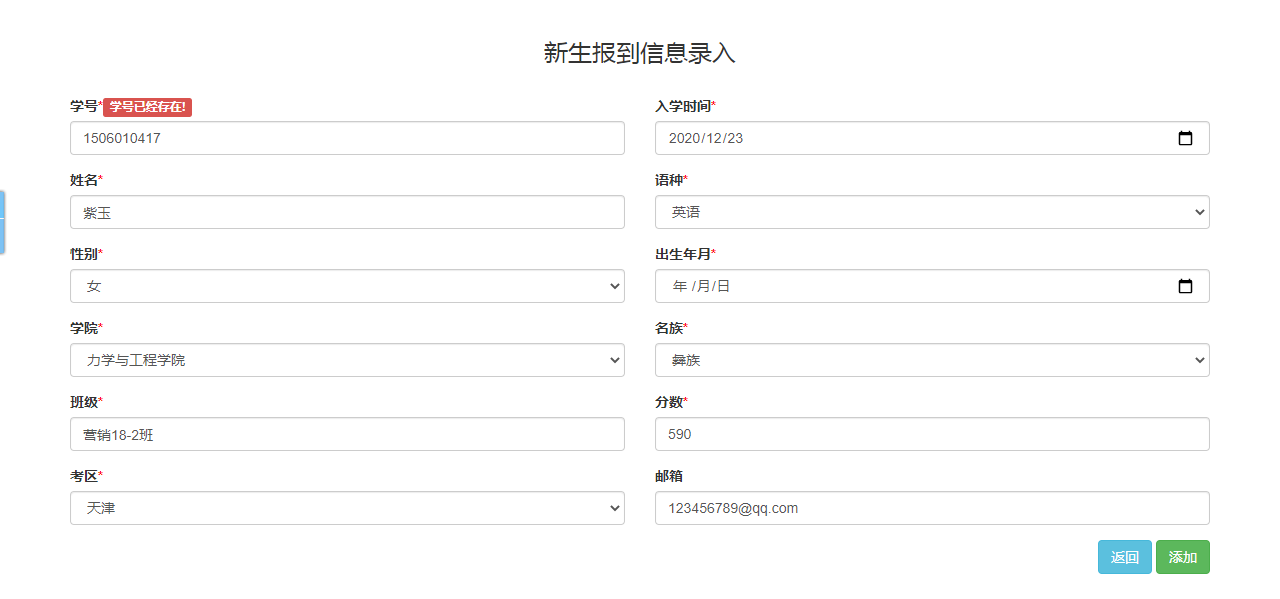 新生报到信息录入
学号*学号已经存在!
入学时间*
1506010417
2020/12/23
姓名*
语种*
紫玉
英语
性别*
出生年月*
女
年 /月/日
学院*
名族*
力学与工程学院
彝族
班级*
分数*
营销18-2班
590
考区*
邮箱
天津
123456789@qq.com
返回 添加